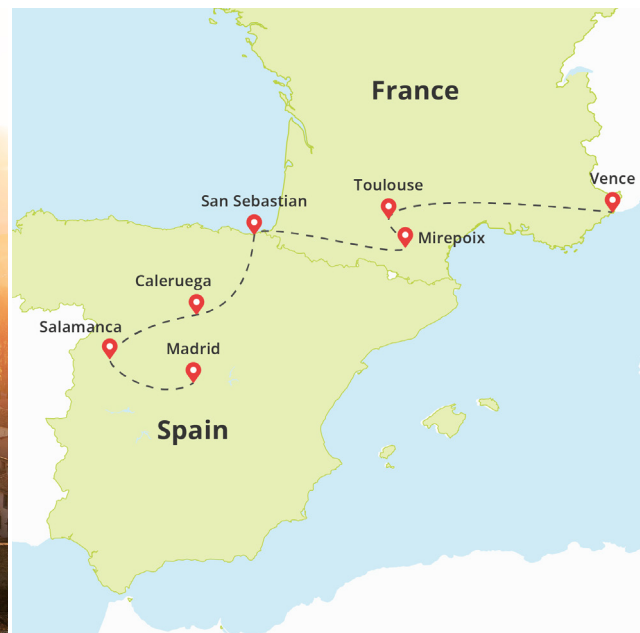 France
Vence
Toulouse
San Sebastian
Mirepoix
Caleruega
Salamanca
Madrid
Spain